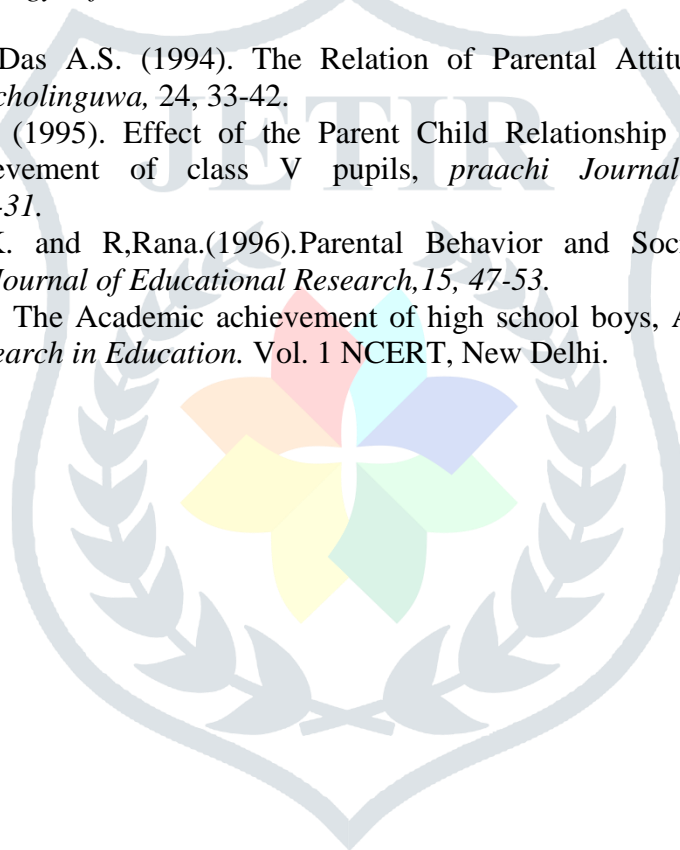 Das A.S. (1994). The Relation of Parental Attitu
cholinguwa, 24, 33-42.
(1995). Effect of the Parent Child Relationship
evement of class V pupils, praachi Journal
-31.
K. and R,Rana.(1996).Parental Behavior and Soci
Journal of Educational Research,15, 47-53.
The Academic achievement of high school boys, A
earch in Education. Vol. 1 NCERT, New Delhi.
JETIR